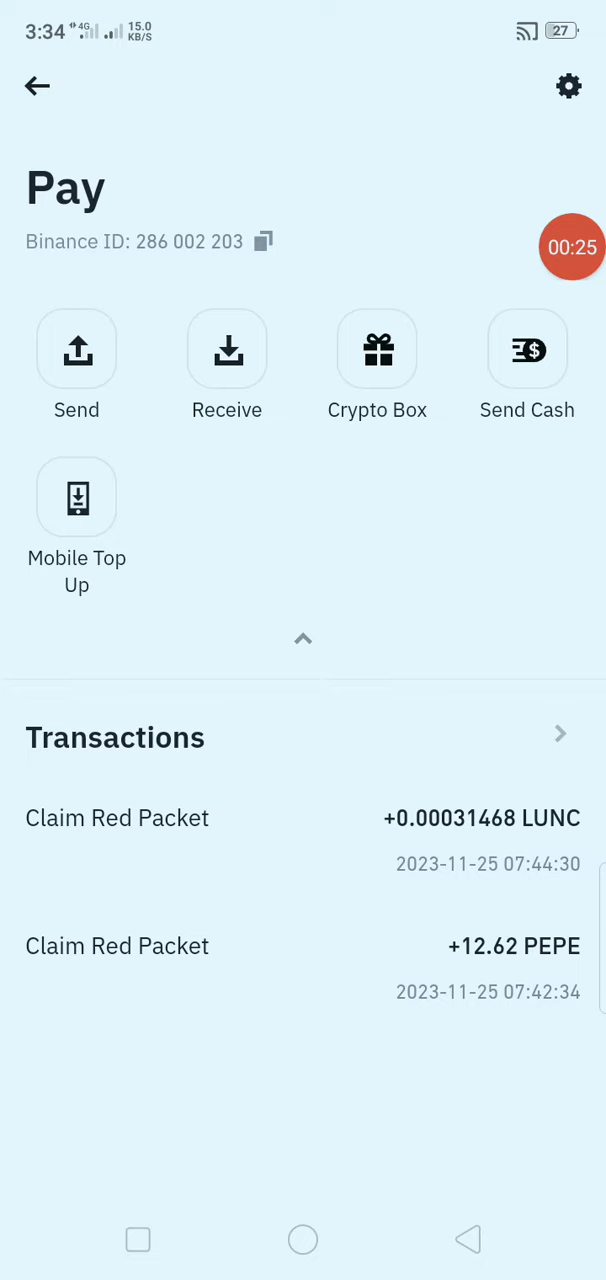 3:34 4G 15.0 KB/S 27
Pay
Binance ID: 286 002 203
00:25
Send Receive Crypto Box Send Cash
Mobile Top
Up
Transactions
Claim Red Packet +0.00031468 LUNC
2023-11-25 07:44:30
Claim Red Packet +12.62 PEPE
2023-11-25 07:42:34